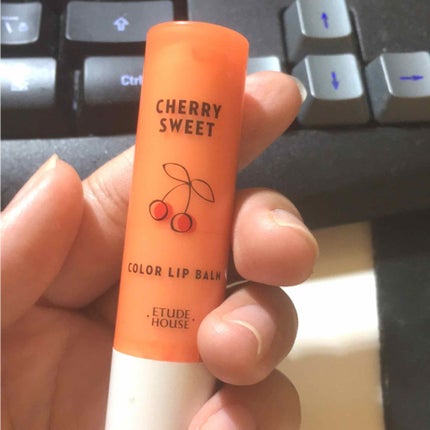 CHERRY
SWEET
COLOR LIP BALM
ETUDE
HOUSE
Ctrl